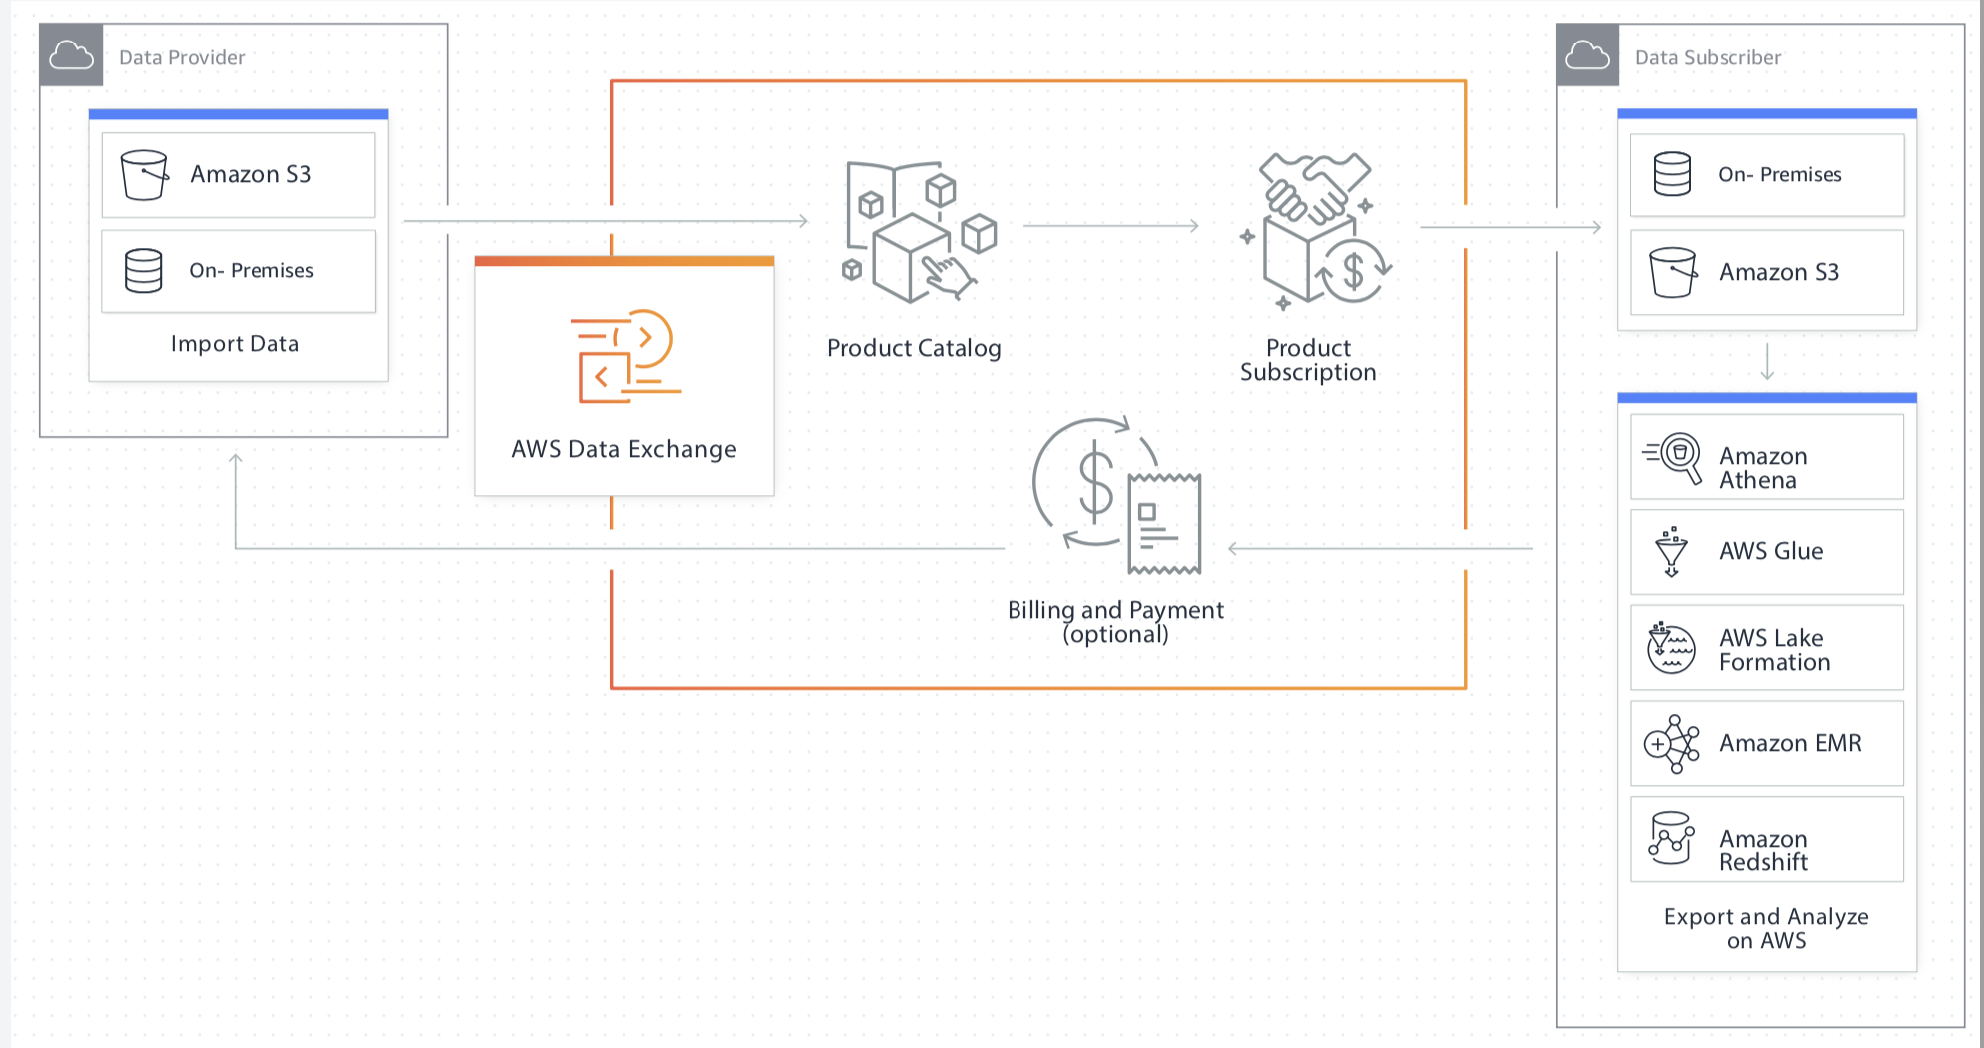 Data Provider
Amazon S3
On- Premises
Import Data
AWS Data Exchange
Product Catalog
Product
Subscription
Billing and Payment
(optional)
Data Subscriber
On- Premises
Amazon S3
Amazon
Athena
AWS Glue
AWS Lake
Formation
Amazon EMR
Amazon
Redshift
Export and Analyze
on AWS